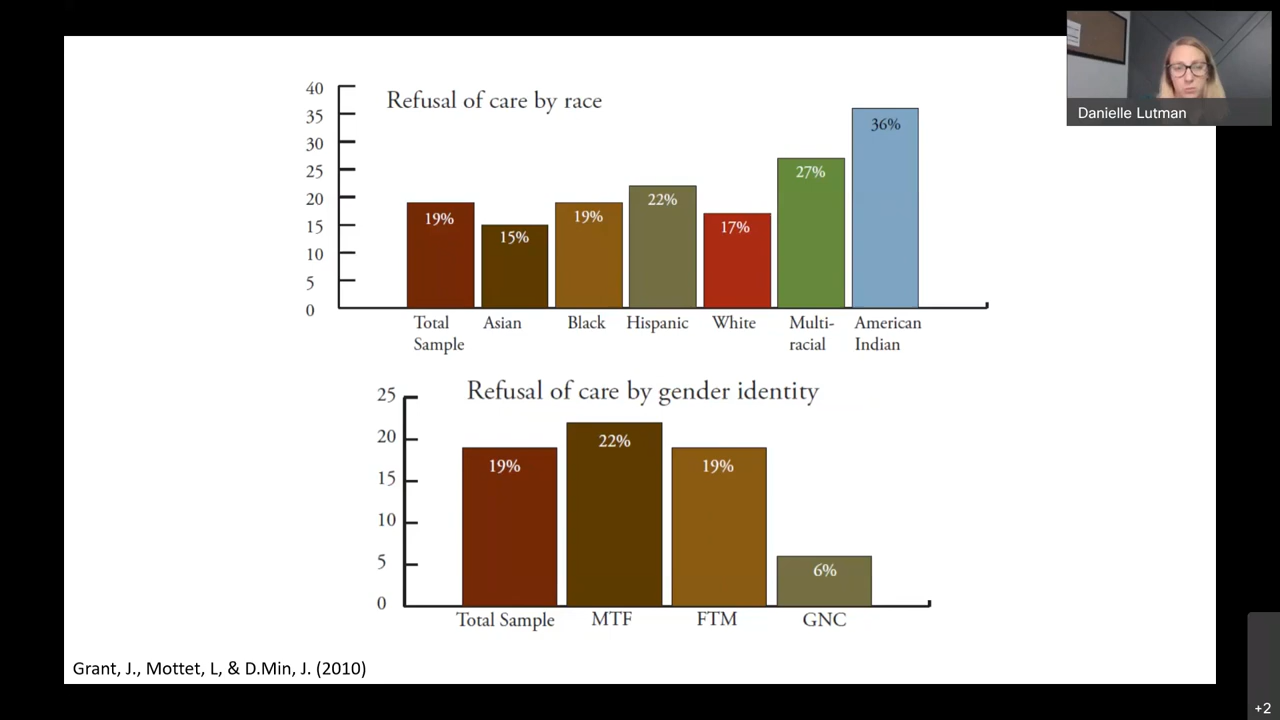 Danielle Lutman
Refusal of care by race
40
35
30
25
20
15
10
5
0
19%
15%
19%
22%
17%
27%
36%
Total
Sample
Asian
Black
Hispanic
White
Multi-
racial
American
Indian
Refusal of care by gender identity
25
20
15
10
5
0
19%
22%
19%
6%
Total Sample
MTF
FTM
GNC
Grant, J., Mottet, L, & D.Min, J. (2010)
+2